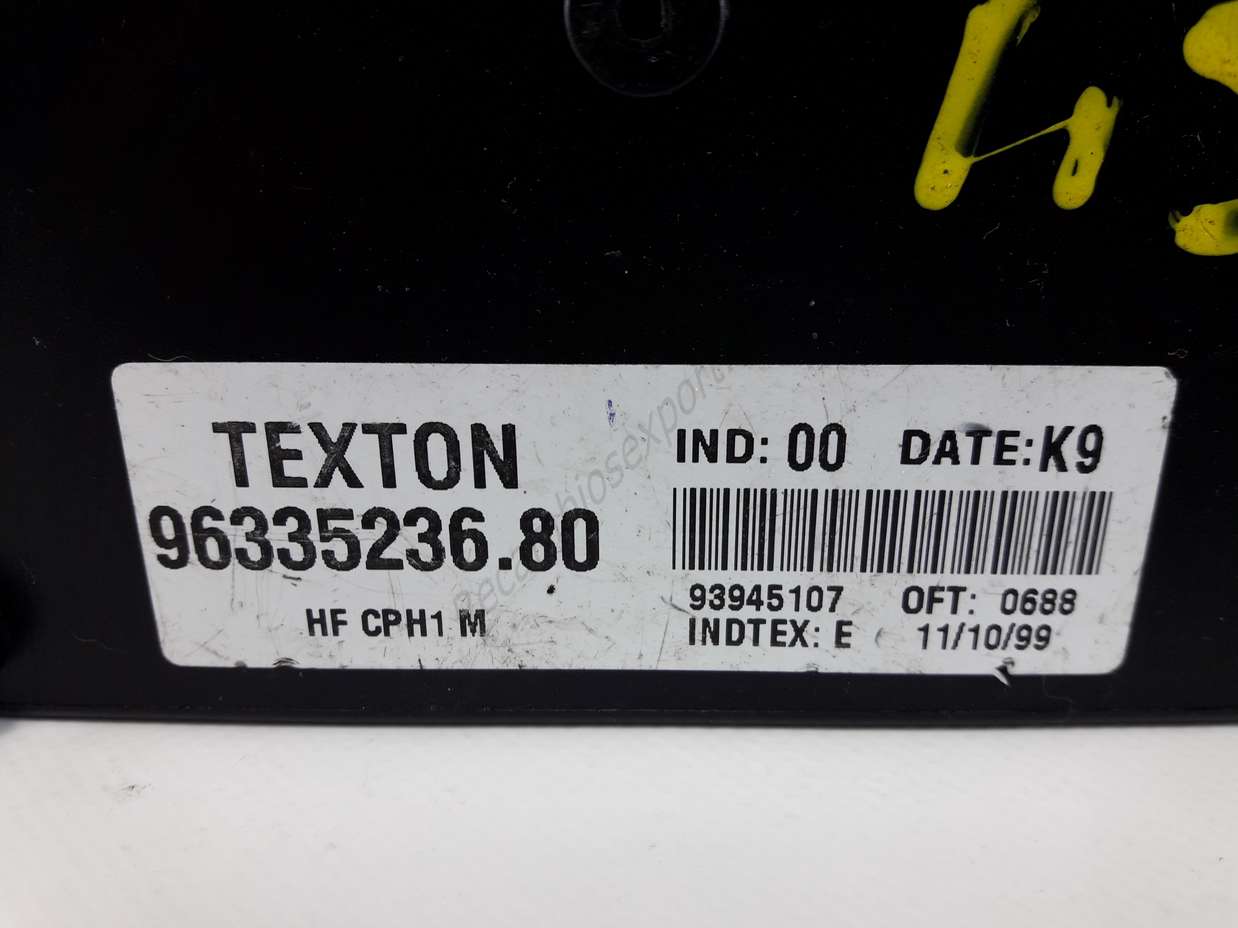 TEXTON
96335236.80
HF CPH1 M
IND: 00 DATE: K9
93945107 OFT: 0688
INDTEX: E 11/10/99